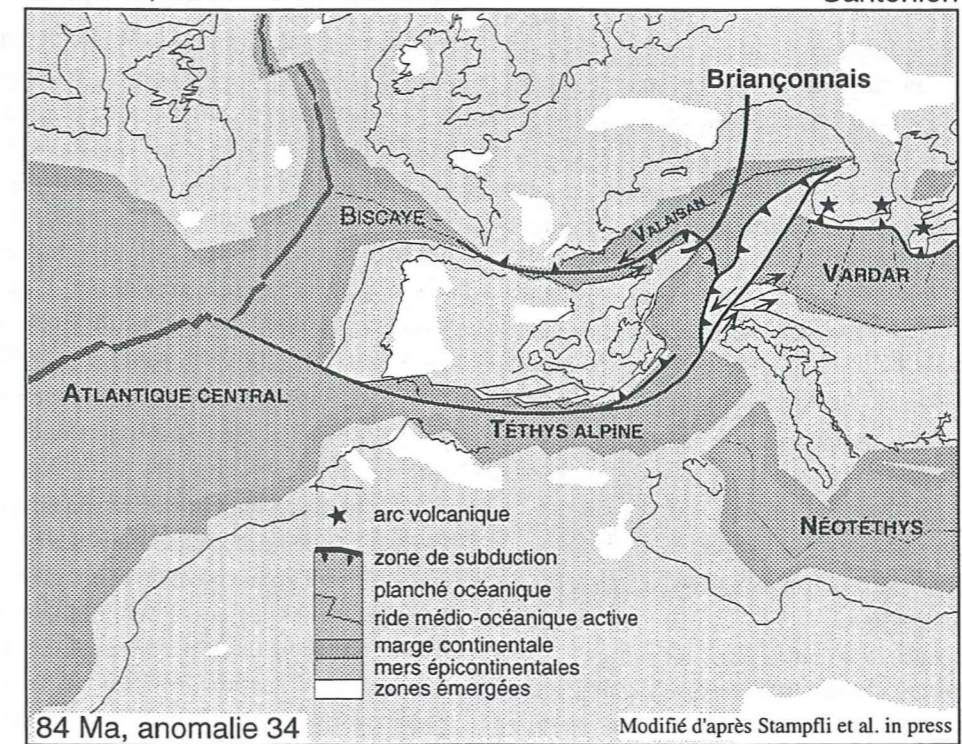 Briançonnais
BISCAYE
VALAISAN
VARDAR
ATLANTIQUE CENTRAL
TÉTHYS ALPINE
NÉOTÉTHYS
arc volcanique
zone de subduction
planché océanique
ride médio-océanique active
marge continentale
mers épicontinentales
zones émergées
84 Ma, anomalie 34
Modifié d'après Stampfli et al. in press